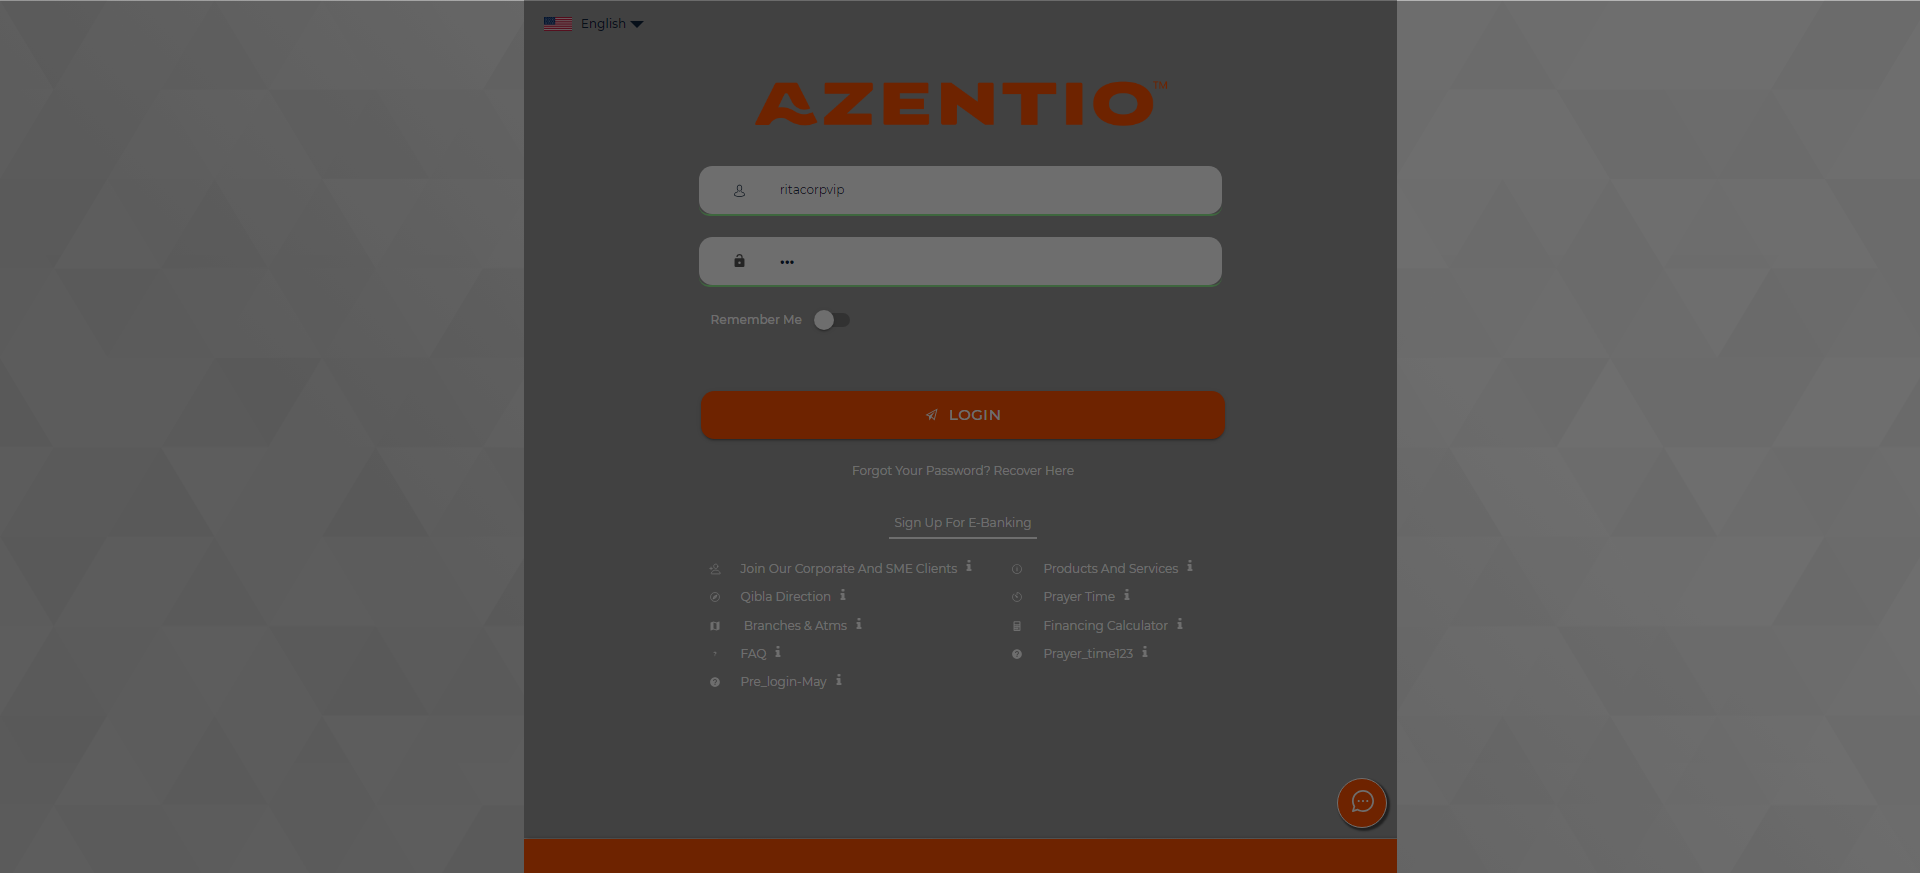 English
AZENTIO™
ritacorpvip
•••
Remember Me
LOGIN
Forgot Your Password? Recover Here
Sign Up For E-Banking
Join Our Corporate And SME Clients
Products And Services
Qibla Direction
Prayer Time
Branches & Atms
Financing Calculator
FAQ
Prayer_time123
Pre_login-May